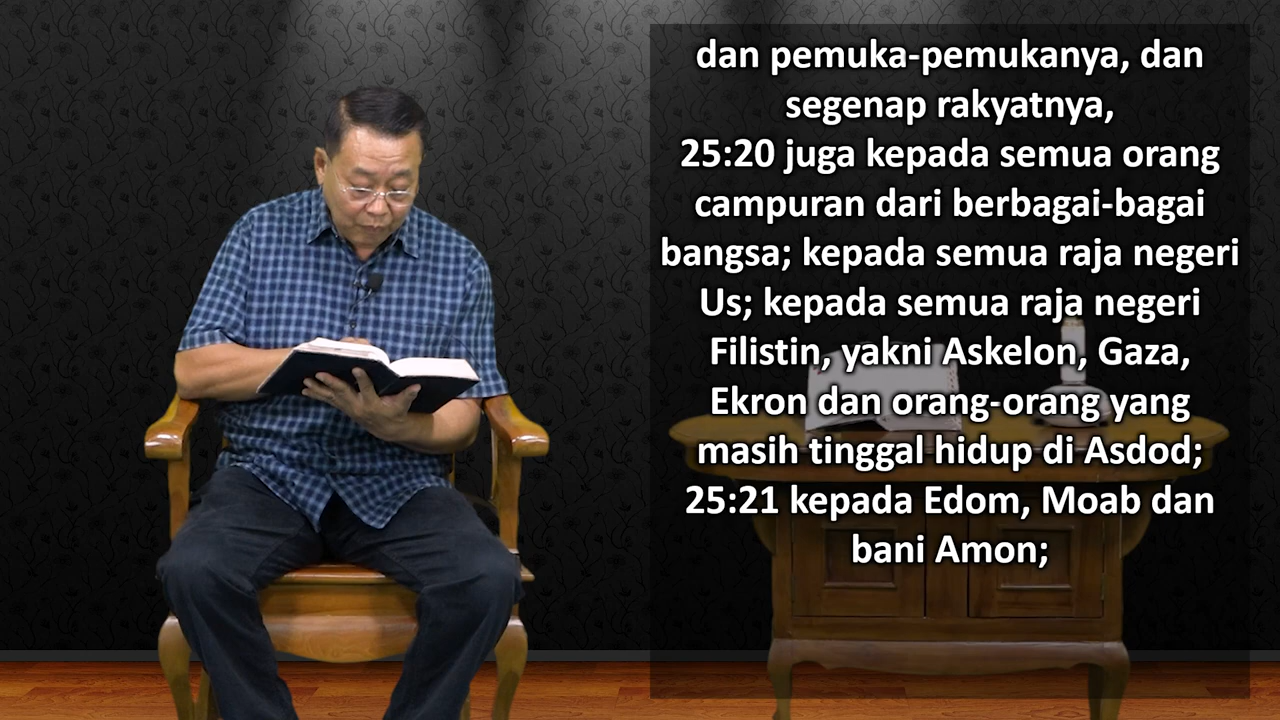 dan pemuka-pemukanya, dan
segenap rakyatnya,
25:20 juga kepada semua orang
campuran dari berbagai-bagai
bangsa; kepada semua raja negeri
Us; kepada semua raja negeri
Filistin, yakni Askelon, Gaza,
Ekron dan orang-orang yang
masih tinggal hidup di Asdod;
25:21 kepada Edom, Moab dan
bani Amon;